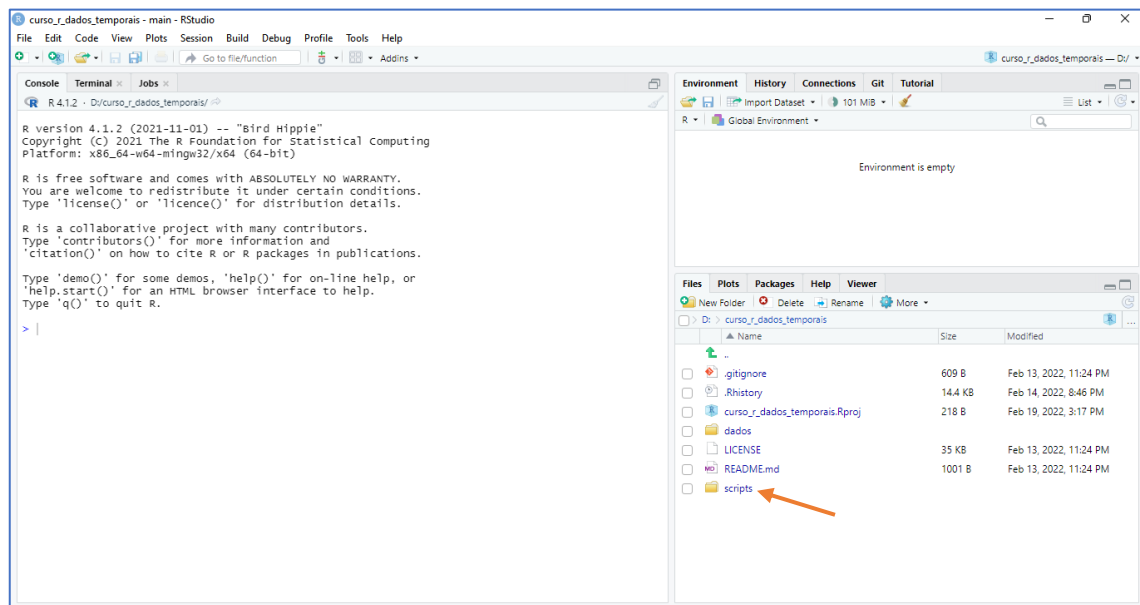 curso_r_dados_temporais - main - RStudio
File Edit Code View Plots Session Build Debug Profile Tools Help
Go to file/function Addins curso_r_dados_temporais — D:/
Console Terminal Jobs
R 4.1.2 · D:/curso_r_dados_temporais/
R version 4.1.2 (2021-11-01) -- "Bird Hippie"
Copyright (C) 2021 The R Foundation for Statistical Computing
Platform: x86_64-w64-mingw32/x64 (64-bit)
R is free software and comes with ABSOLUTELY NO WARRANTY.
You are welcome to redistribute it under certain conditions.
Type 'license()' or 'licence()' for distribution details.
R is a collaborative project with many contributors.
Type 'contributors()' for more information and
'citation()' on how to cite R or R packages in publications.
Type 'demo()' for some demos, 'help()' for on-line help, or
'help.start()' for an HTML browser interface to help.
Type 'q()' to quit R.
>
Environment History Connections Git Tutorial
Import Dataset 101 MiB List
R Global Environment
Environment is empty
Files Plots Packages Help Viewer
New Folder Delete Rename More
D: > curso_r_dados_temporais
Name Size Modified
..
.gitignore 609 B Feb 13, 2022, 11:24 PM
.Rhistory 14.4 KB Feb 14, 2022, 8:46 PM
curso_r_dados_temporais.Rproj 218 B Feb 19, 2022, 3:17 PM
dados
LICENSE 35 KB Feb 13, 2022, 11:24 PM
README.md 1001 B Feb 13, 2022, 11:24 PM
scripts